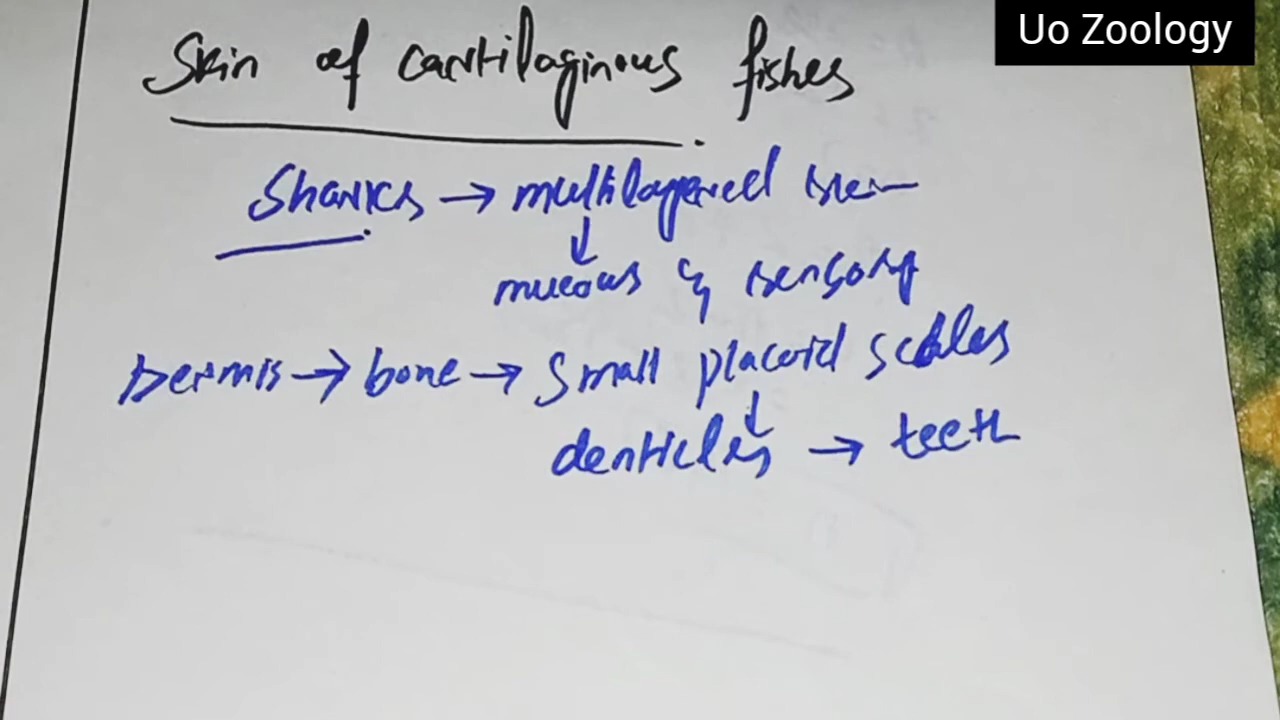 Uo Zoology
Skin of cartilaginous fishes
Sharks → multilayered
↓
mucous & sensory
Dermis → bone → Small placoid scales
↓
denticles → teeth